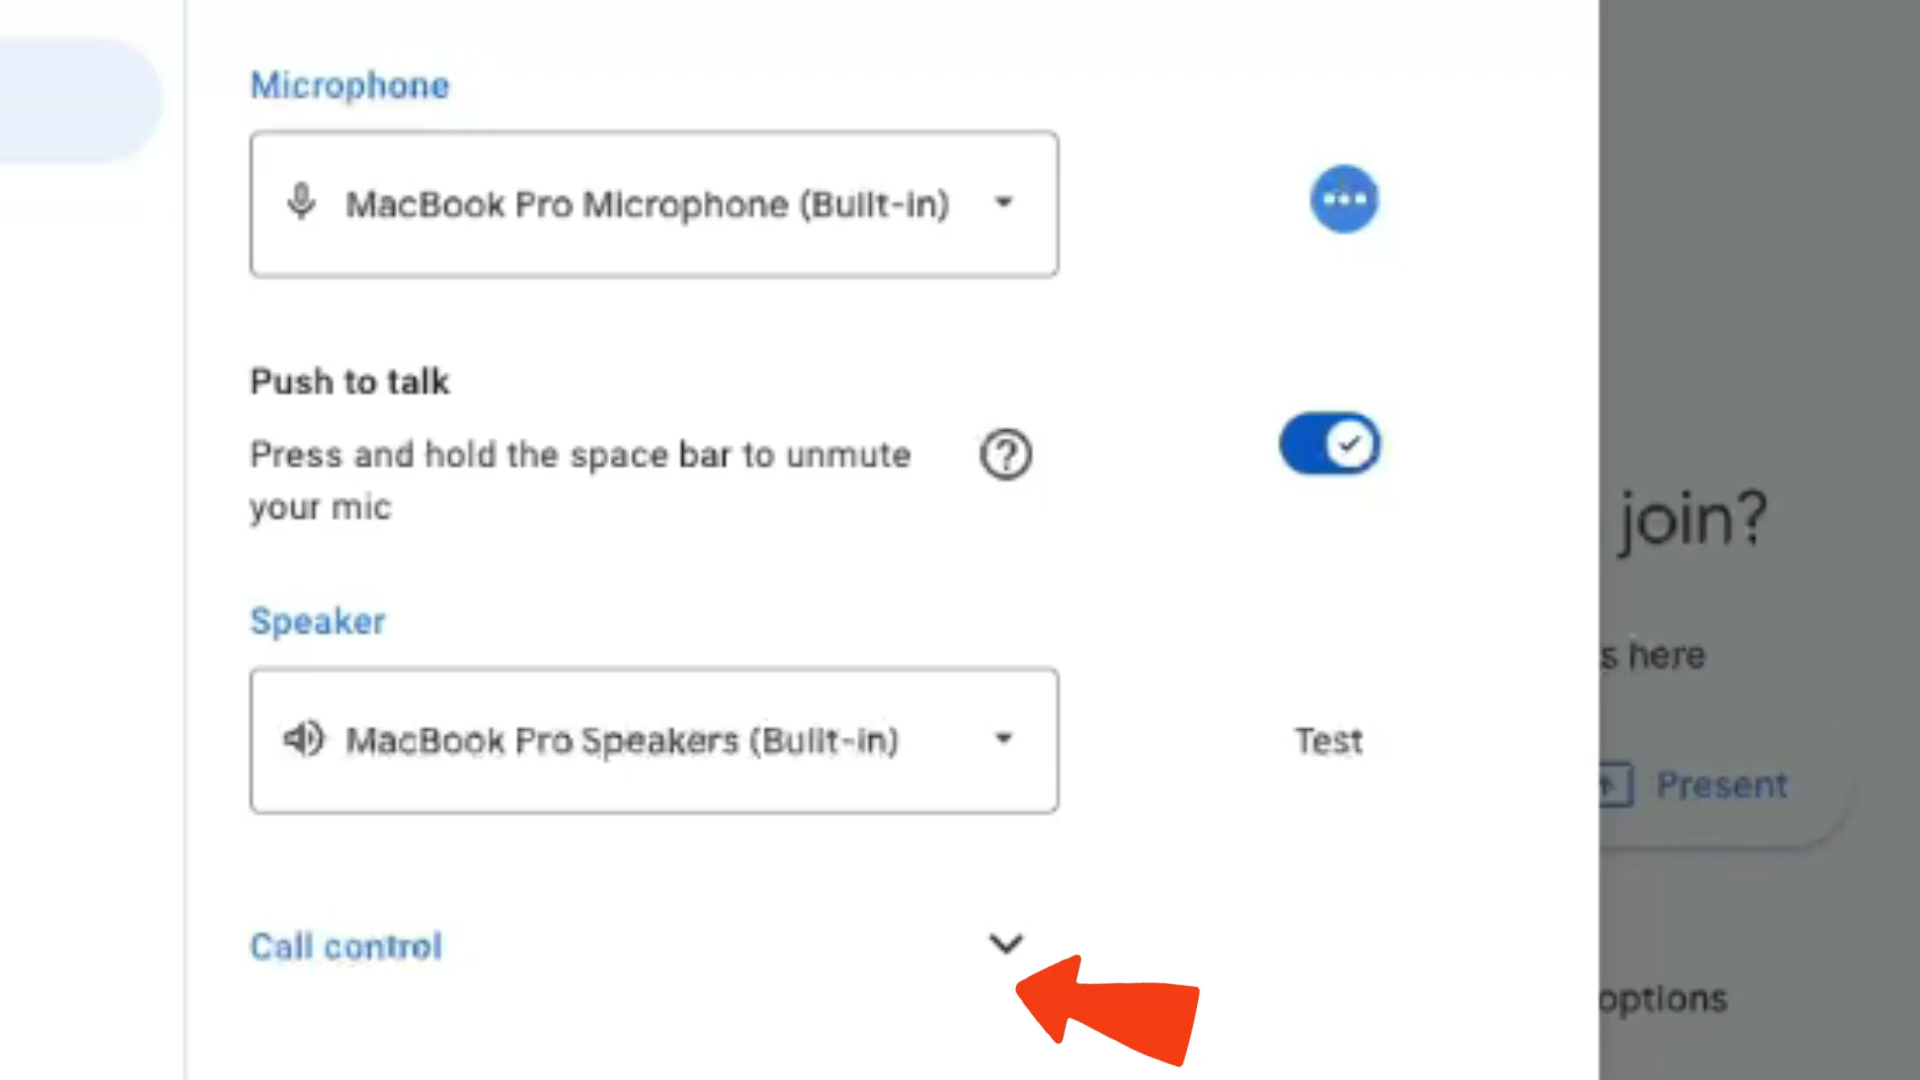 Microphone
MacBook Pro Microphone (Built-in)
Push to talk
Press and hold the space bar to unmute
your mic
join?
Speaker
s here
MacBook Pro Speakers (Built-in)
Test
Present
Call control
options